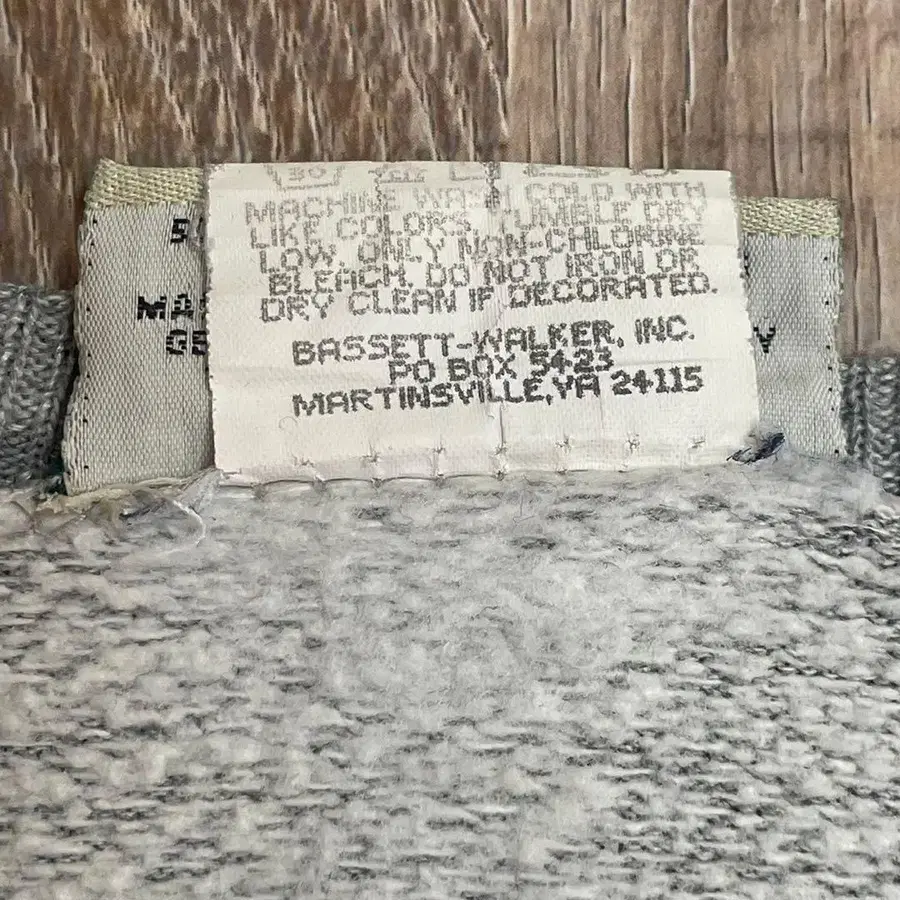 30
MACHINE WASH COLD WITH
LIKE COLORS. TUMBLE DRY
LOW. ONLY NON-CHLORINE
BLEACH. DO NOT IRON OR
DRY CLEAN IF DECORATED.
BASSETT-WALKER, INC.
PO BOX 5423
MARTINSVILLE, VA 24115